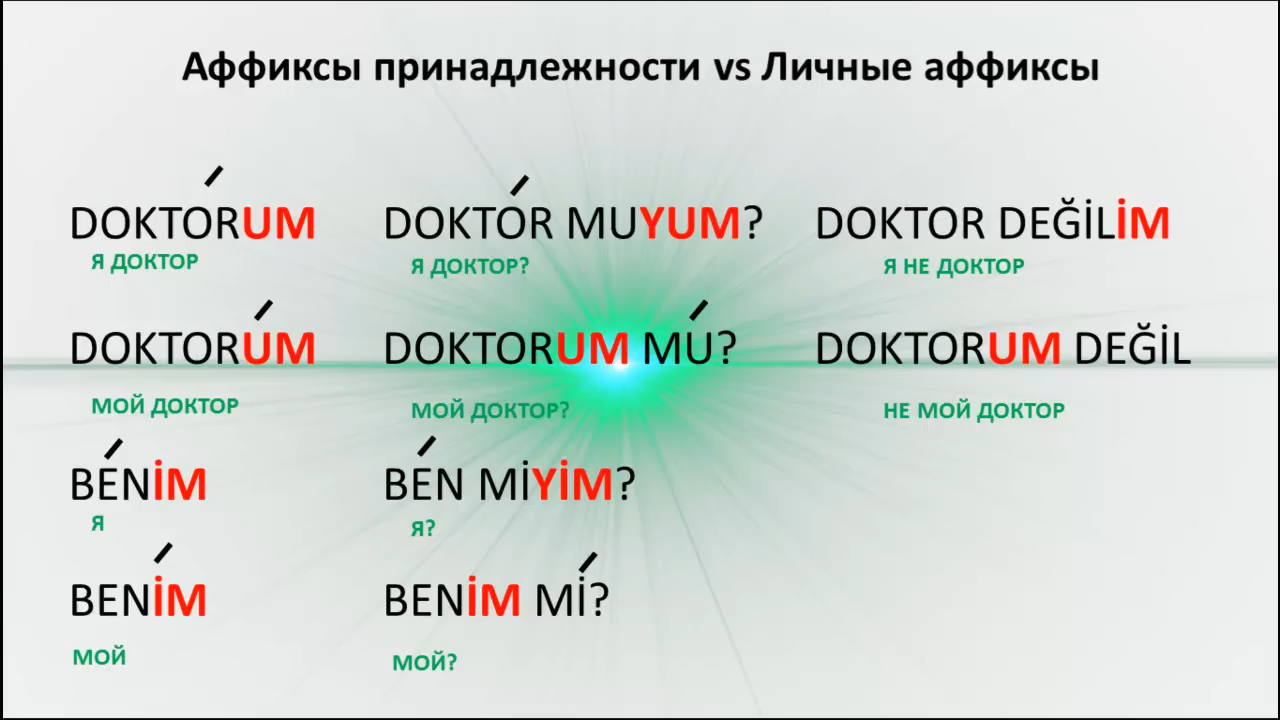 Аффиксы принадлежности vs Личные аффиксы
DOKTORUM DOKTOR MUYUM? DOKTOR DEĞİLİM
Я ДОКТОР Я ДОКТОР? Я НЕ ДОКТОР
DOKTORUM DOKTORUM MU? DOKTORUM DEĞİL
МОЙ ДОКТОР МОЙ ДОКТОР? НЕ МОЙ ДОКТОР
BENİM BEN MİYİM?
Я Я?
BENİM BENİM Mİ?
МОЙ МОЙ?